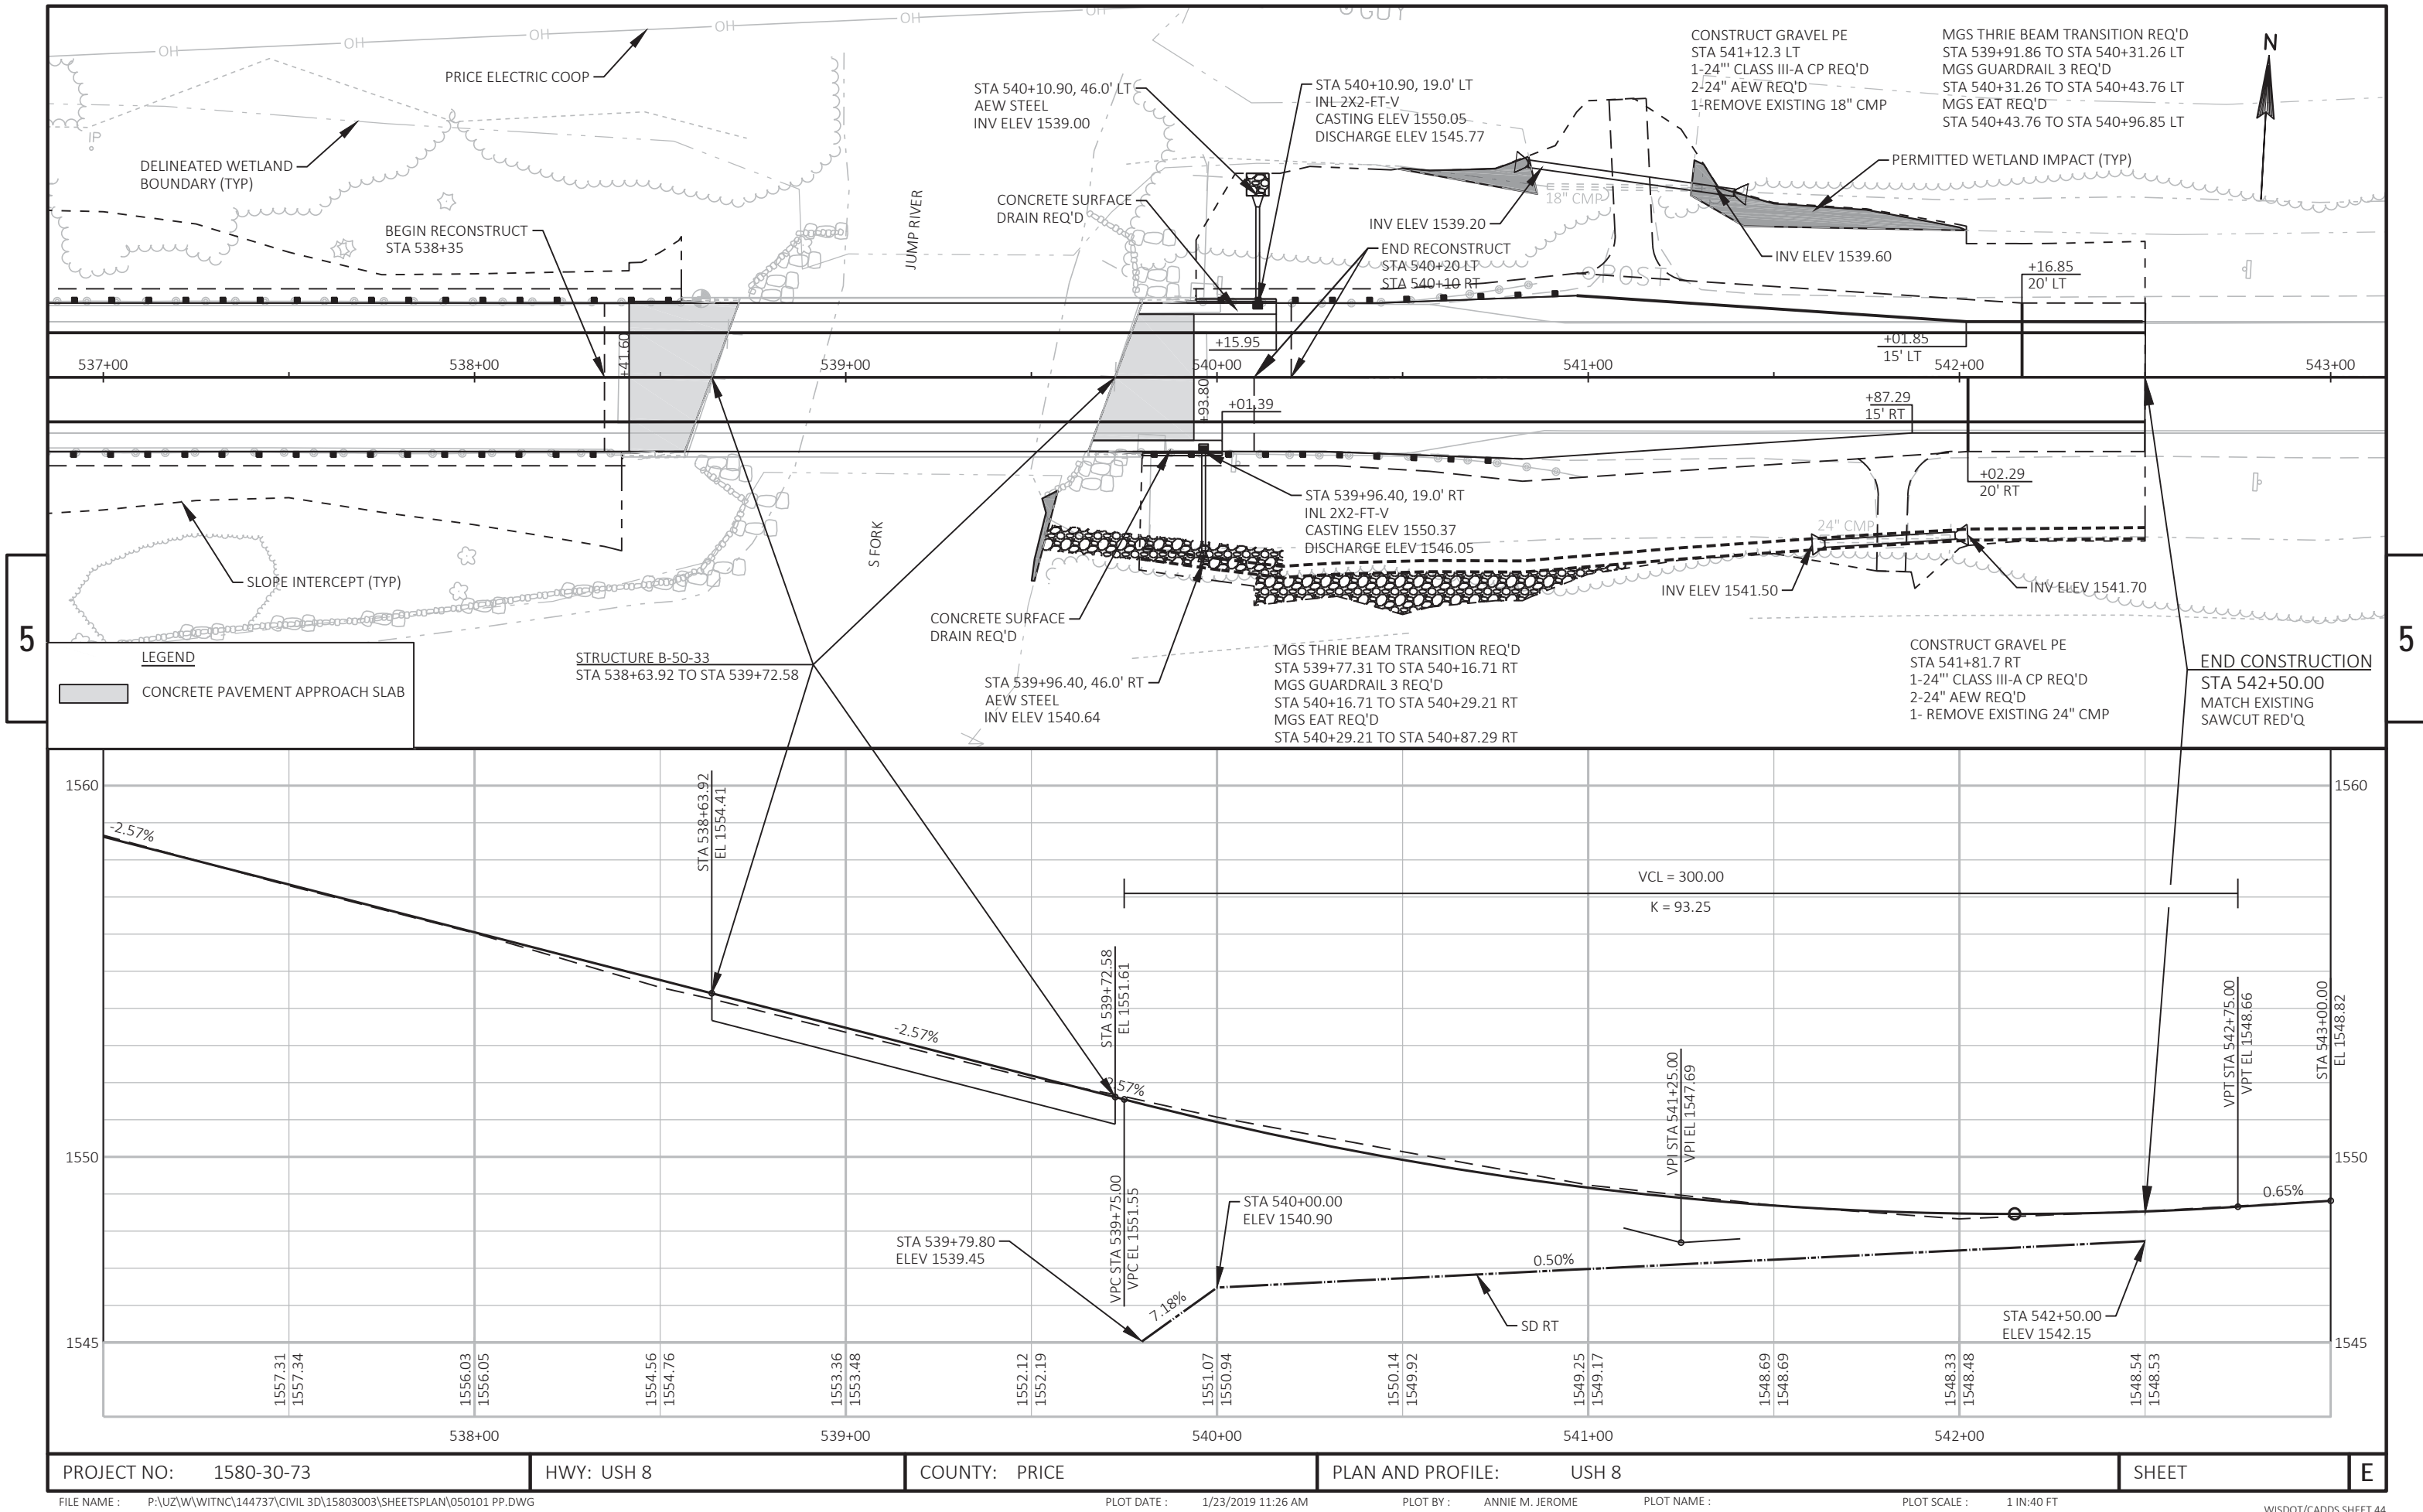 OH
OH
OH
OH
OH
OH
GUY
PRICE ELECTRIC COOP
IP
DELINEATED WETLAND
BOUNDARY (TYP)
BEGIN RECONSTRUCT
STA 538+35
JUMP RIVER
STA 540+10.90, 46.0' LT
AEW STEEL
INV ELEV 1539.00
CONCRETE SURFACE
DRAIN REQ'D
STA 540+10.90, 19.0' LT
INL 2X2-FT-V
CASTING ELEV 1550.05
DISCHARGE ELEV 1545.77
CONSTRUCT GRAVEL PE
STA 541+12.3 LT
1-24"' CLASS III-A CP REQ'D
2-24" AEW REQ'D
1-REMOVE EXISTING 18" CMP
MGS THRIE BEAM TRANSITION REQ'D
STA 539+91.86 TO STA 540+31.26 LT
MGS GUARDRAIL 3 REQ'D
STA 540+31.26 TO STA 540+43.76 LT
MGS EAT REQ'D
STA 540+43.76 TO STA 540+96.85 LT
N
PERMITTED WETLAND IMPACT (TYP)
18" CMP
INV ELEV 1539.20
END RECONSTRUCT
STA 540+20 LT
STA 540+10 RT
INV ELEV 1539.60
POST
+16.85
20' LT
+41.60
+15.95
+01.85
15' LT
537+00
538+00
539+00
540+00
541+00
542+00
543+00
+93.80
+01.39
+87.29
15' RT
+02.29
20' RT
STA 539+96.40, 19.0' RT
INL 2X2-FT-V
CASTING ELEV 1550.37
DISCHARGE ELEV 1546.05
24" CMP
S FORK
SLOPE INTERCEPT (TYP)
INV ELEV 1541.50
INV ELEV 1541.70
CONCRETE SURFACE
DRAIN REQ'D
5
5
LEGEND
CONCRETE PAVEMENT APPROACH SLAB
STRUCTURE B-50-33
STA 538+63.92 TO STA 539+72.58
STA 539+96.40, 46.0' RT
AEW STEEL
INV ELEV 1540.64
MGS THRIE BEAM TRANSITION REQ'D
STA 539+77.31 TO STA 540+16.71 RT
MGS GUARDRAIL 3 REQ'D
STA 540+16.71 TO STA 540+29.21 RT
MGS EAT REQ'D
STA 540+29.21 TO STA 540+87.29 RT
CONSTRUCT GRAVEL PE
STA 541+81.7 RT
1-24"' CLASS III-A CP REQ'D
2-24" AEW REQ'D
1- REMOVE EXISTING 24" CMP
END CONSTRUCTION
STA 542+50.00
MATCH EXISTING
SAWCUT RED'Q
1560
1560
-2.57%
STA 538+63.92
EL 1554.41
VCL = 300.00
K = 93.25
-2.57%
STA 539+72.58
EL 1551.61
2.57%
VPI STA 541+25.00
VPI EL 1547.69
VPT STA 542+75.00
VPT EL 1548.66
STA 543+00.00
EL 1548.82
1550
1550
VPC STA 539+75.00
VPC EL 1551.55
0.65%
STA 540+00.00
ELEV 1540.90
STA 539+79.80
ELEV 1539.45
7.18%
0.50%
SD RT
STA 542+50.00
ELEV 1542.15
1545
1545
1557.31
1557.34
1556.03
1556.05
1554.56
1554.76
1553.36
1553.48
1552.12
1552.19
1551.07
1550.94
1550.14
1549.92
1549.25
1549.17
1548.69
1548.69
1548.33
1548.48
1548.54
1548.53
538+00
539+00
540+00
541+00
542+00
PROJECT NO: 1580-30-73
HWY: USH 8
COUNTY: PRICE
PLAN AND PROFILE: USH 8
SHEET
E
FILE NAME : P:\UZ\W\WITNC\144737\CIVIL 3D\15803003\SHEETSPLAN\050101 PP.DWG
PLOT DATE : 1/23/2019 11:26 AM
PLOT BY : ANNIE M. JEROME
PLOT NAME :
PLOT SCALE : 1 IN:40 FT
WISDOT/CADDS SHEET 44